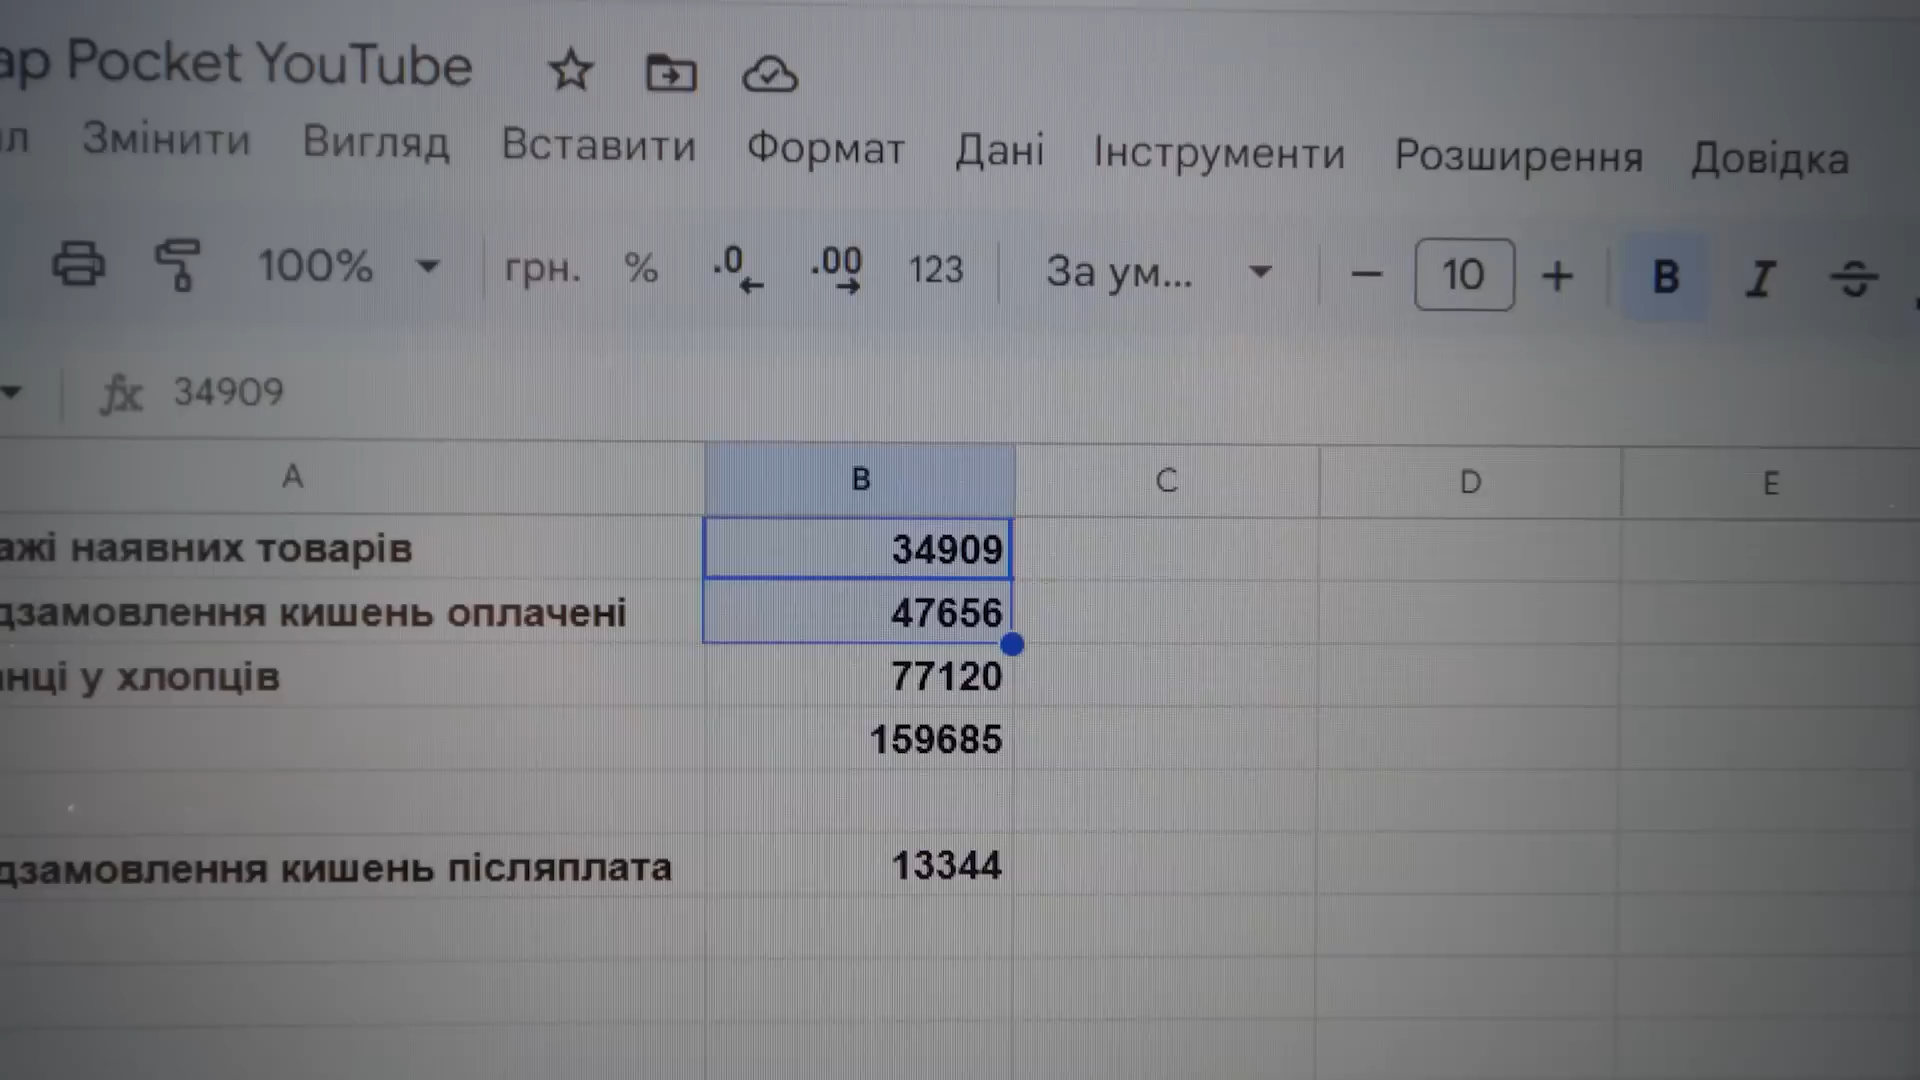 ap Pocket YouTube
Змінити Вигляд Вставити Формат Дані Інструменти Розширення Довідка
100% грн. % .0 .00 123 За ум... − 10 + B I S
fx 34909
A B C D E
ажі наявних товарів 34909
дзамовлення кишень оплачені 47656
нці у хлопців 77120
159685
дзамовлення кишень післяплата 13344